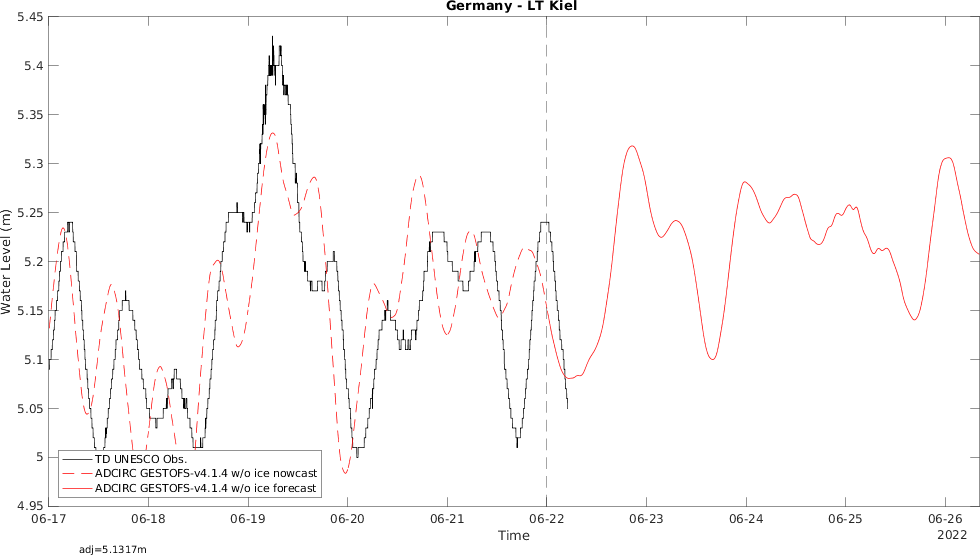 Germany - LT Kiel
5.45
5.4
5.35
5.3
5.25
5.2
5.15
5.1
5.05
5
4.95
Water Level (m)
TD UNESCO Obs.
ADCIRC GESTOFS-v4.1.4 w/o ice nowcast
ADCIRC GESTOFS-v4.1.4 w/o ice forecast
06-17 06-18 06-19 06-20 06-21 06-22 06-23 06-24 06-25 06-26
Time
2022
adj=5.1317m